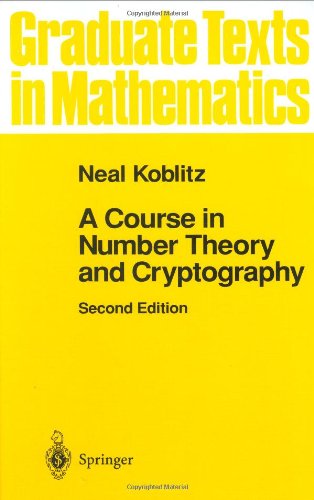 Graduate Texts
in Mathematics
Neal Koblitz
A Course in
Number Theory
and Cryptography
Second Edition
Springer